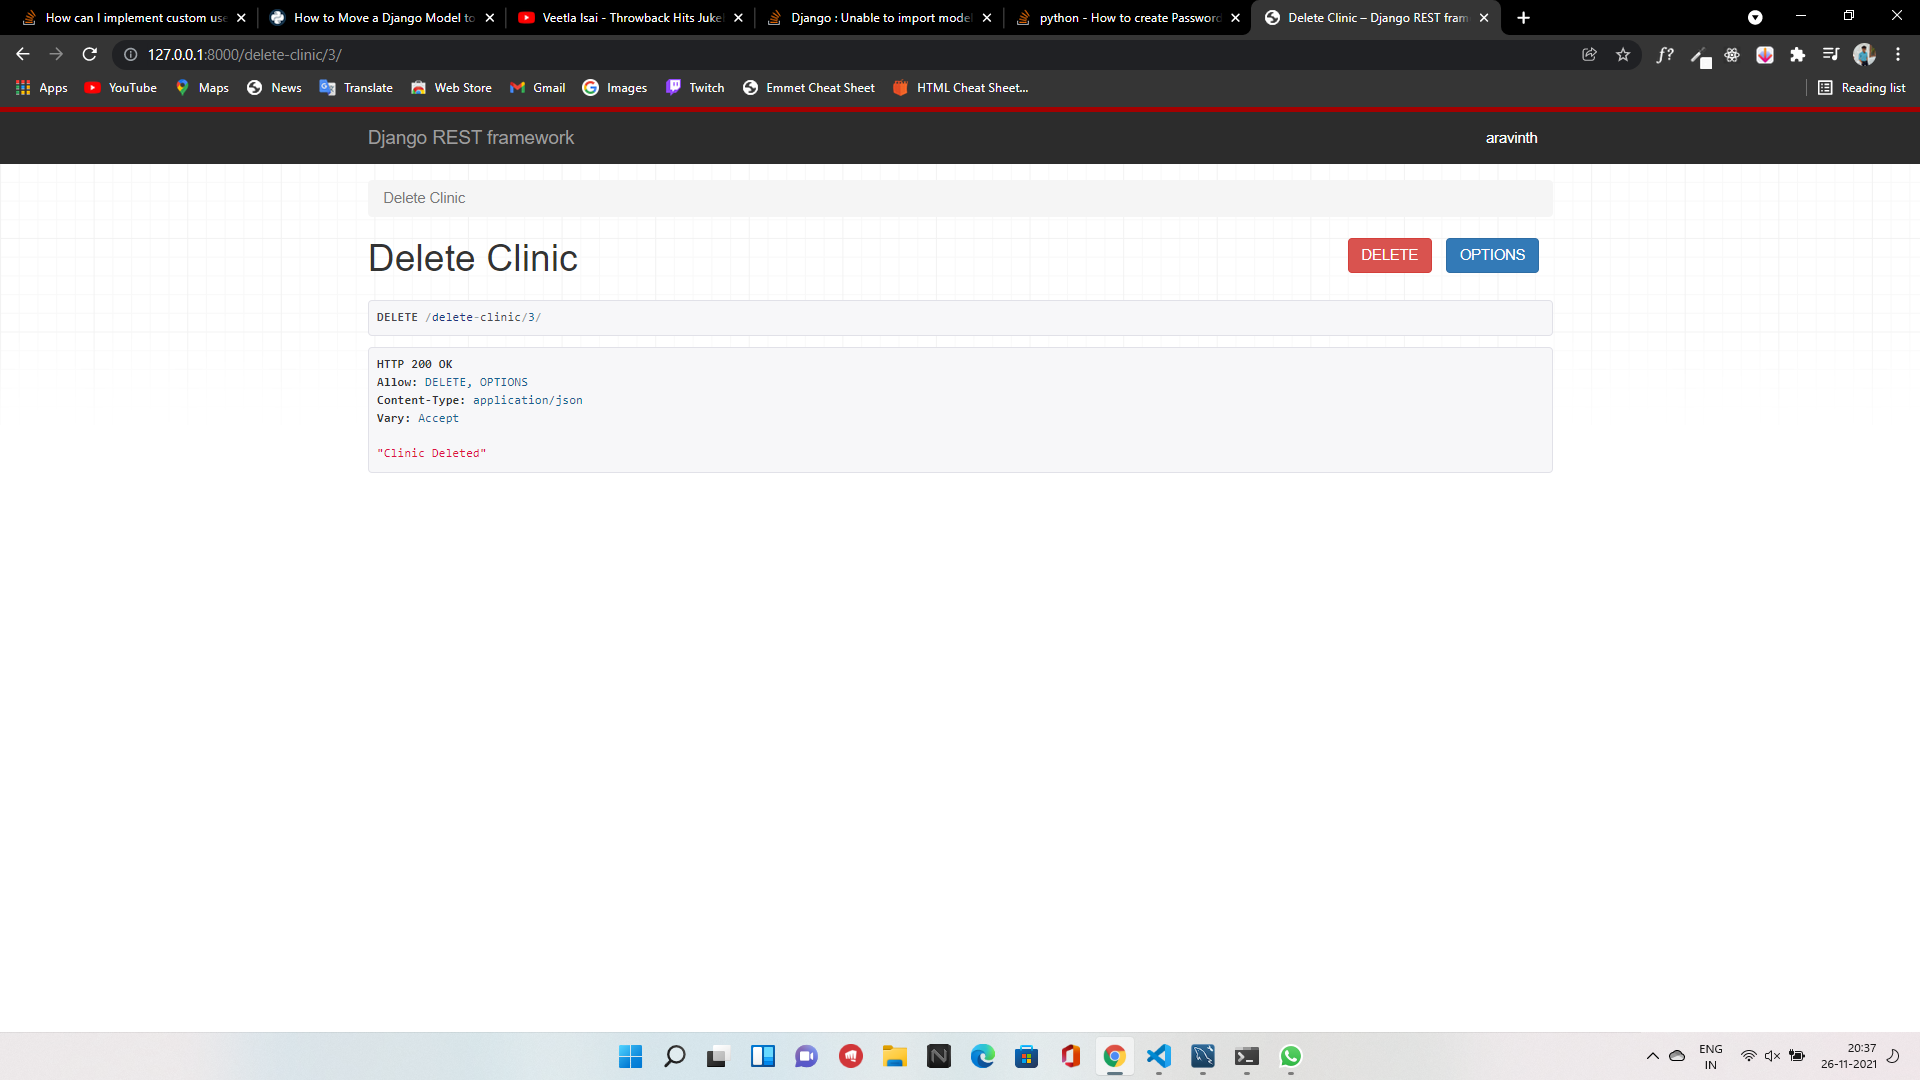 How can I implement custom use
How to Move a Django Model to
Veetla Isai - Throwback Hits Juke
Django : Unable to import model
python - How to create Password
Delete Clinic – Django REST fram
127.0.0.1:8000/delete-clinic/3/
f?
Apps
YouTube
Maps
News
Translate
Web Store
Gmail
Images
Twitch
Emmet Cheat Sheet
HTML Cheat Sheet...
Reading list
Django REST framework
aravinth
Delete Clinic
Delete Clinic
DELETE
OPTIONS
DELETE /delete-clinic/3/
HTTP 200 OK
Allow: DELETE, OPTIONS
Content-Type: application/json
Vary: Accept
"Clinic Deleted"
ENG
IN
20:37
26-11-2021